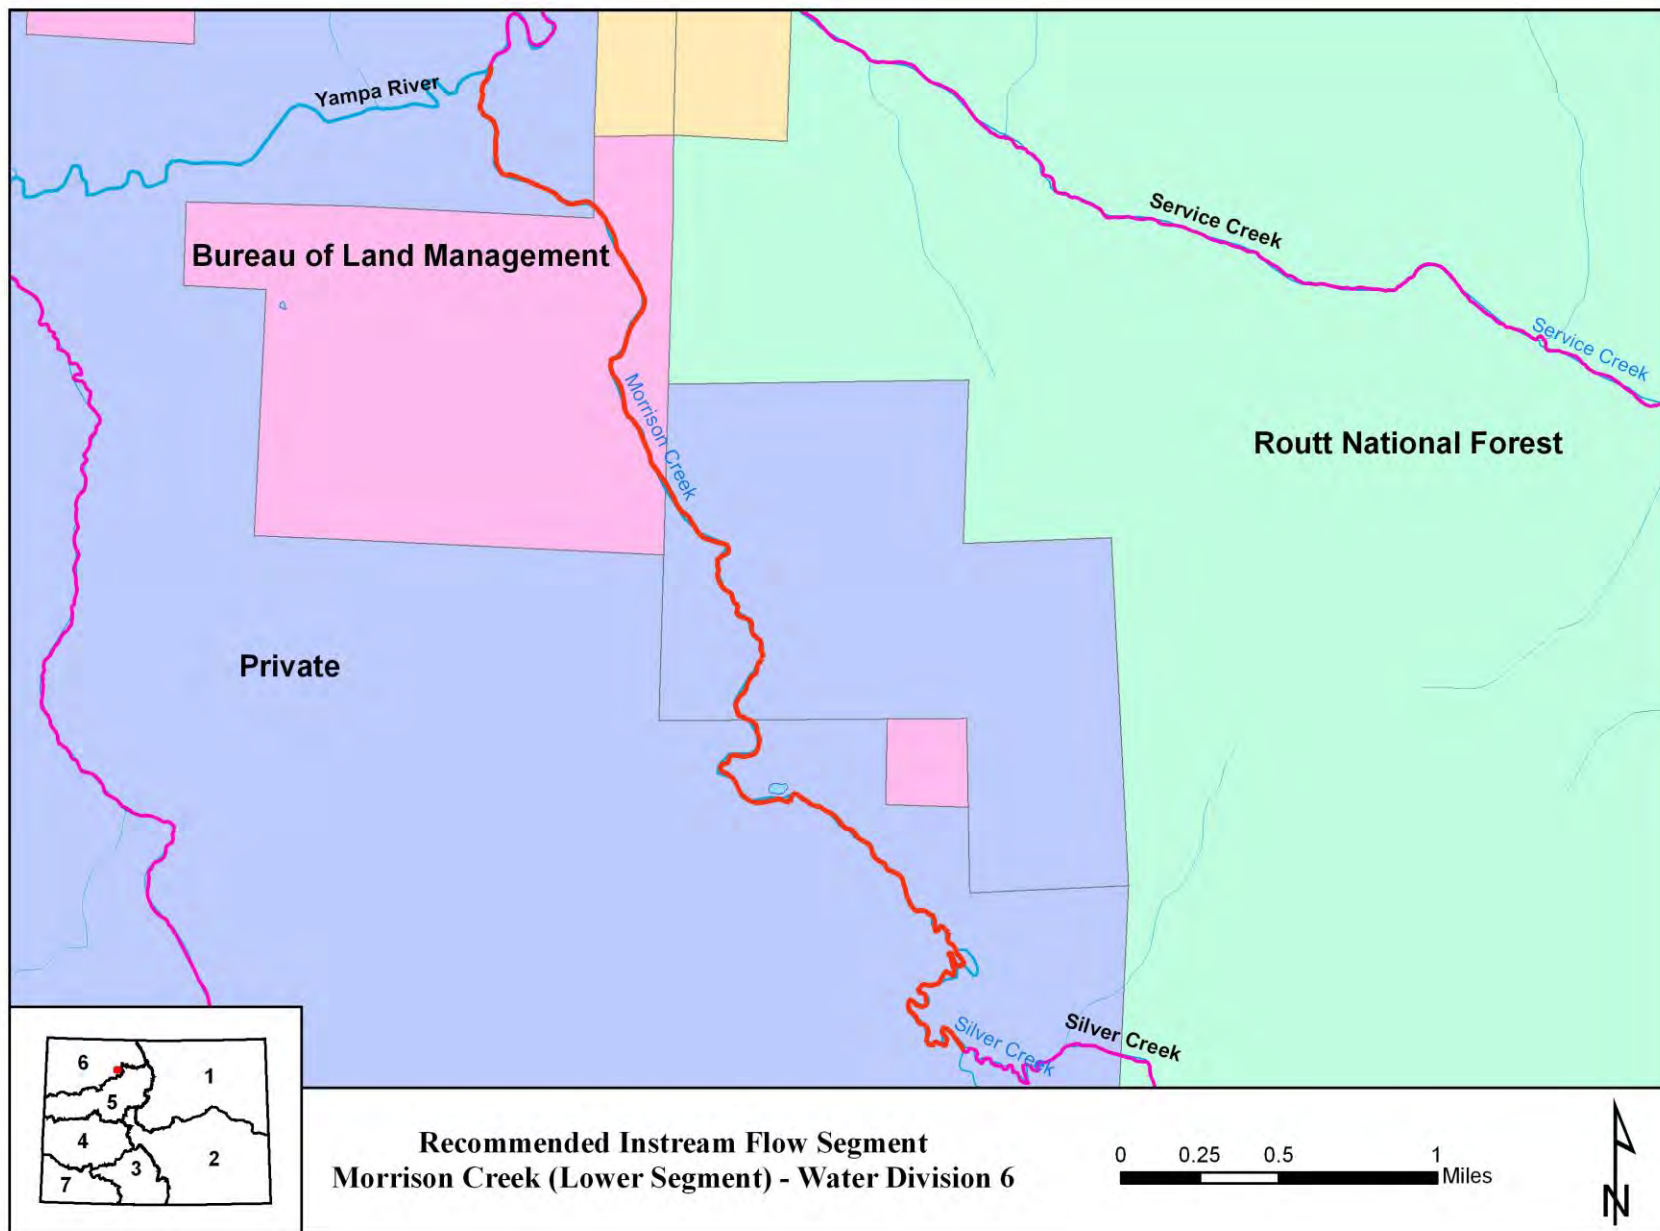 Yampa River
Service Creek
Bureau of Land Management
Service Creek
Morrison Creek
Routt National Forest
Private
Silver Creek
Silver Creek
6
1
5
4
2
3
7
Recommended Instream Flow Segment
Morrison Creek (Lower Segment) - Water Division 6
0 0.25 0.5 1
Miles
N